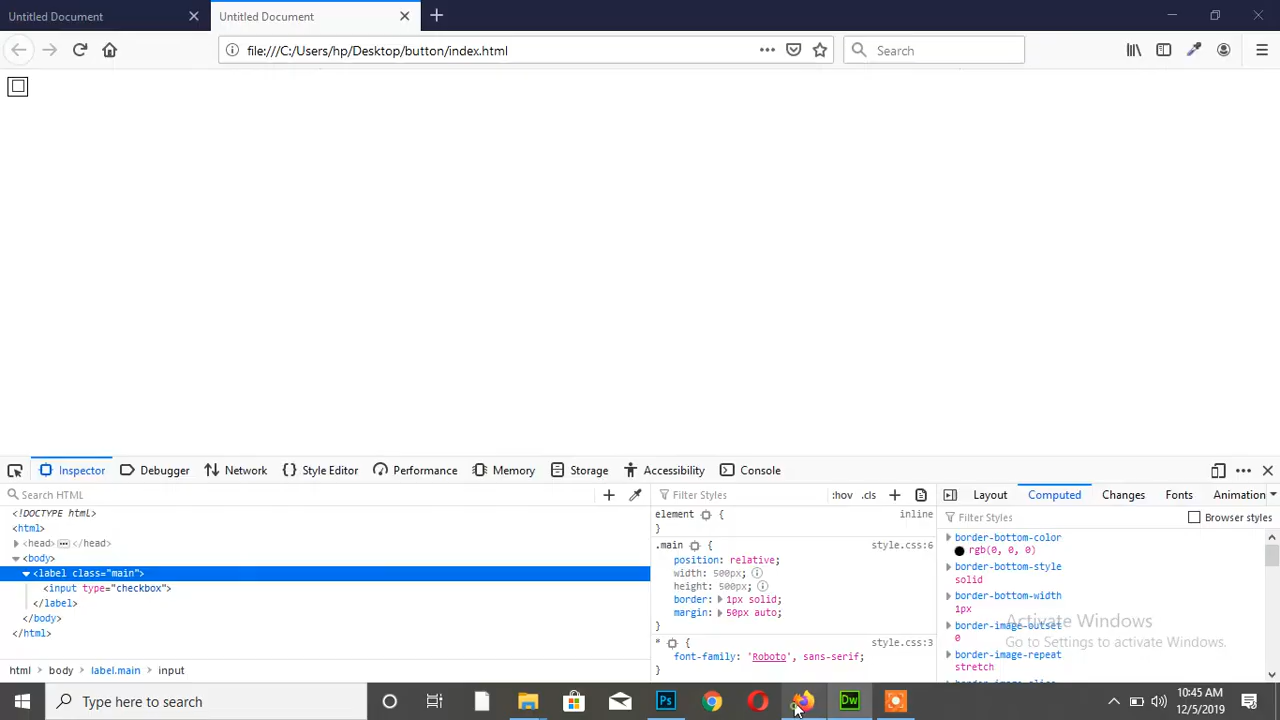 Untitled Document
Untitled Document
file:///C:/Users/hp/Desktop/button/index.html
Search
Inspector Debugger Network Style Editor Performance Memory Storage Accessibility Console
Search HTML
<!DOCTYPE html>
<html>
<head> </head>
<body>
<label class="main">
<input type="checkbox">
</label>
</body>
</html>
html body label.main input
Filter Styles :hov .cls
element { inline
}
.main { style.css:6
position: relative;
width: 500px;
height: 500px;
border: 1px solid;
margin: 50px auto;
}
* { style.css:3
font-family: 'Roboto', sans-serif;
}
Layout Computed Changes Fonts Animation
Filter Styles Browser styles
border-bottom-color
rgb(0, 0, 0)
border-bottom-style
solid
border-bottom-width
1px
border-image-outset
0
border-image-repeat
stretch
Activate Windows
Go to Settings to activate Windows.
Type here to search
Ps
Dw
10:45 AM
12/5/2019